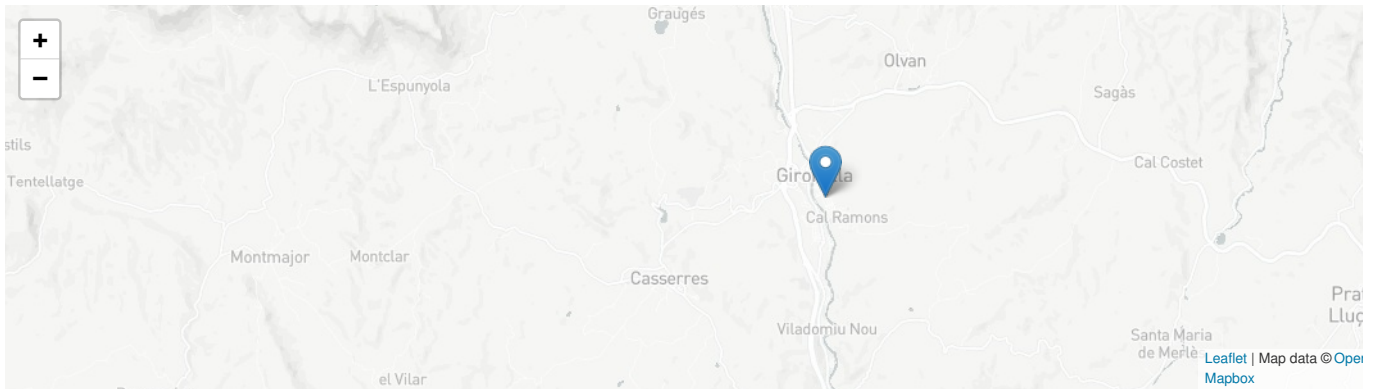 +
−
Graugés
Olvan
L'Espunyola
Sagàs
stils
Cal Costet
Tentellatge
Cal Ramons
Montmajor
Montclar
Casserres
Pra
Lluç
Viladomiu Nou
Santa Maria
de Merlè
Leaflet | Map data © Open
Mapbox
el Vilar